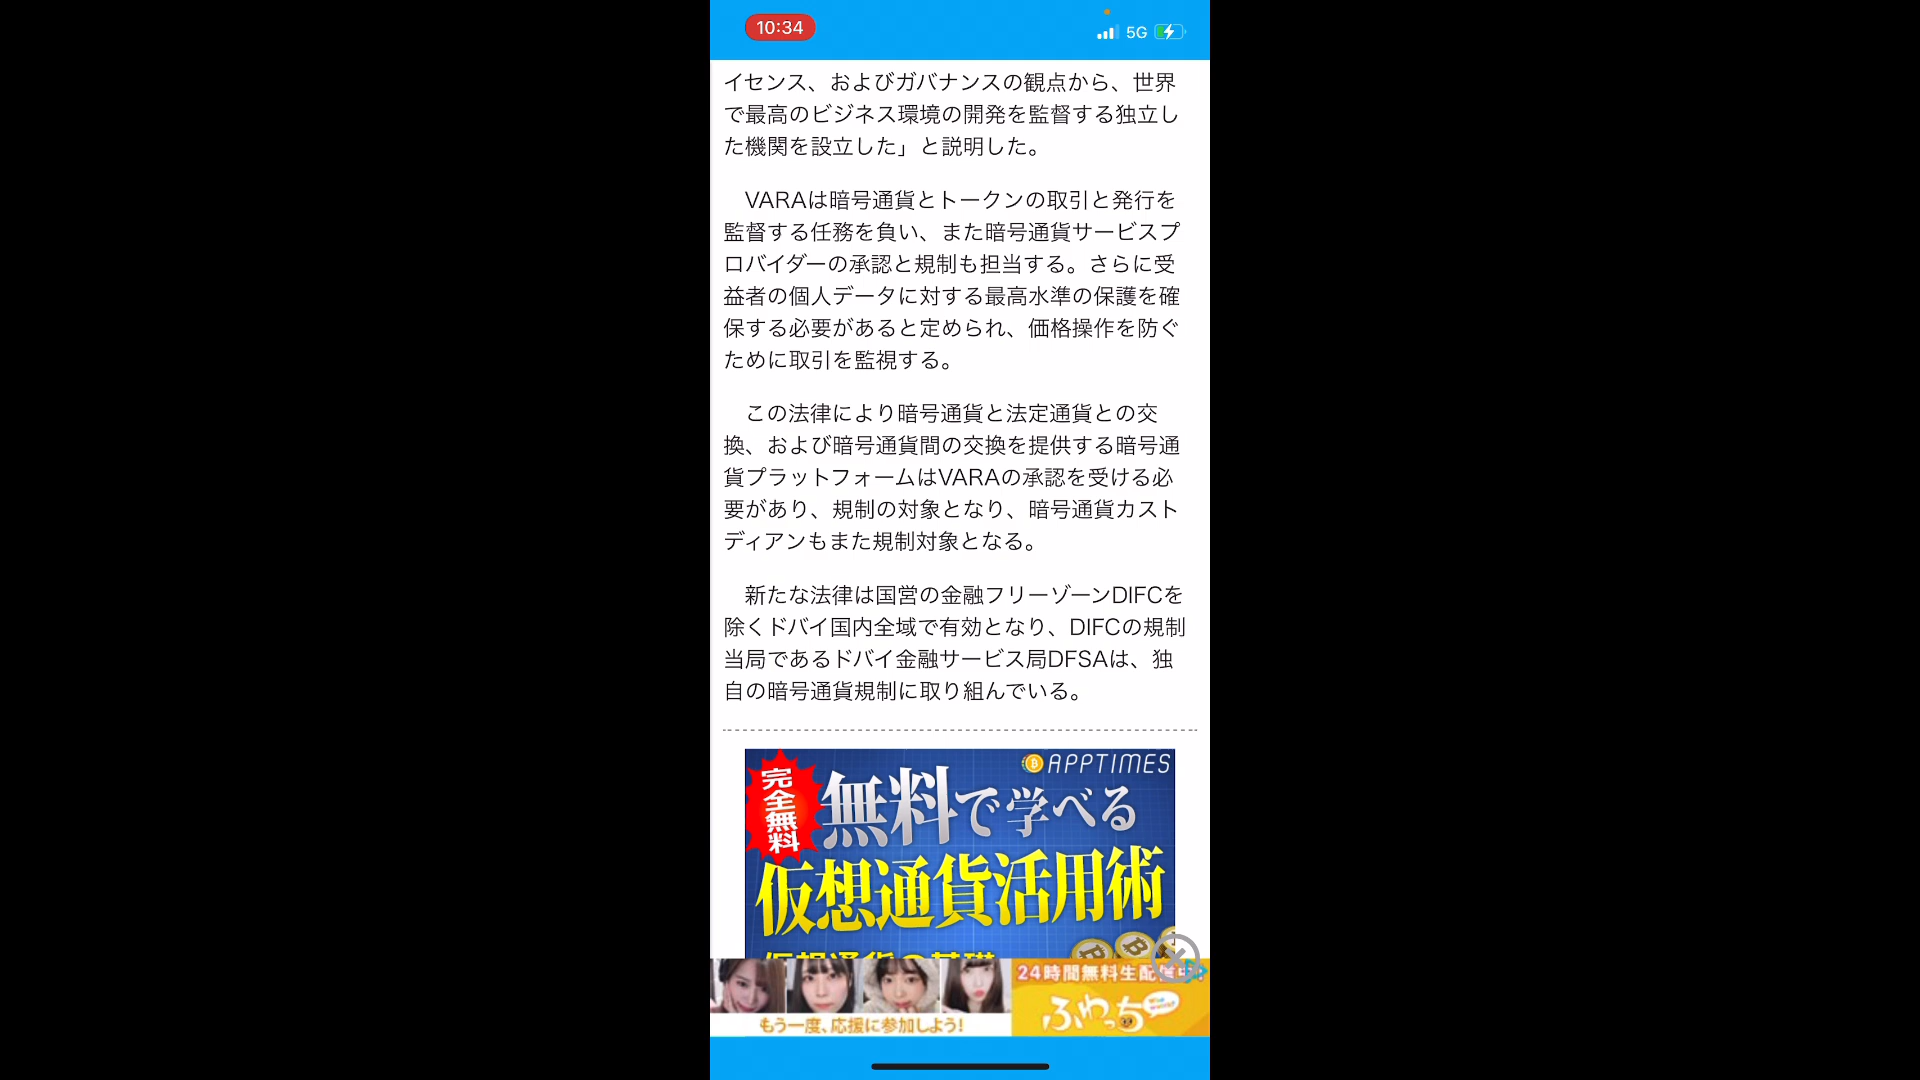 10:34
5G
イセンス、およびガバナンスの観点から、世界
で最高のビジネス環境の開発を監督する独立し
た機関を設立した」と説明した。
VARAは暗号通貨とトークンの取引と発行を
監督する任務を負い、また暗号通貨サービスプ
ロバイダーの承認と規制も担当する。さらに受
益者の個人データに対する最高水準の保護を確
保する必要があると定められ、価格操作を防ぐ
ために取引を監視する。
この法律により暗号通貨と法定通貨との交
換、および暗号通貨間の交換を提供する暗号通
貨プラットフォームはVARAの承認を受ける必
要があり、規制の対象となり、暗号通貨カスト
ディアンもまた規制対象となる。
新たな法律は国営の金融フリーゾーンDIFCを
除くドバイ国内全域で有効となり、DIFCの規制
当局であるドバイ金融サービス局DFSAは、独
自の暗号通貨規制に取り組んでいる。
APPTIMES
完全無料
無料で学べる
仮想通貨活用術
仮想通貨の基礎
24時間無料生配信中!
ふわっち
もう一度、応援に参加しよう!